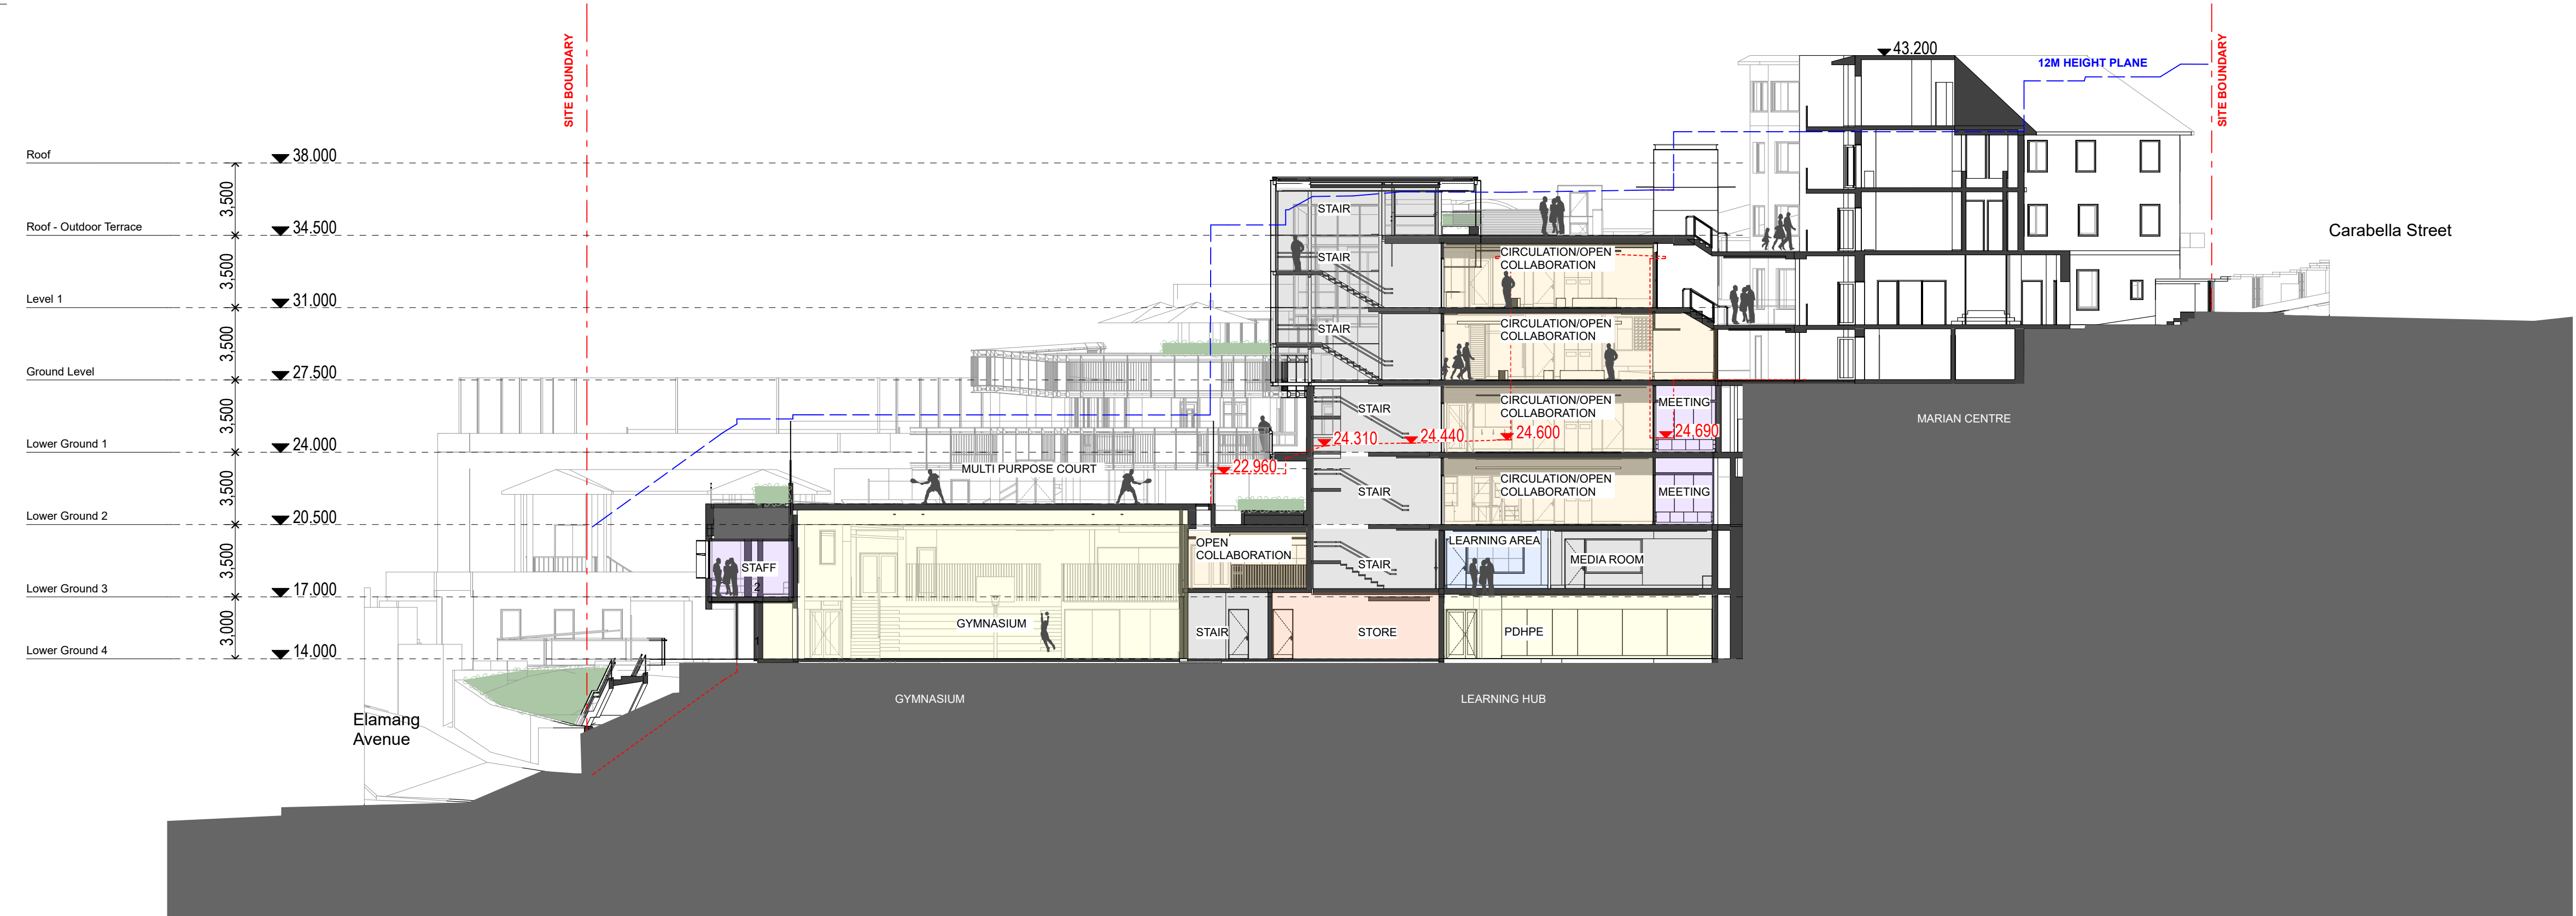 SITE BOUNDARY
43.200
12M HEIGHT PLANE
SITE BOUNDARY
Roof
38.000
3.500
STAIR
Roof - Outdoor Terrace
34.500
Carabella Street
3.500
STAIR
CIRCULATION/OPEN
COLLABORATION
Level 1
31.000
3.500
STAIR
CIRCULATION/OPEN
COLLABORATION
Ground Level
27.500
3.500
STAIR
CIRCULATION/OPEN
COLLABORATION
MEETING
MARIAN CENTRE
Lower Ground 1
24.000
24.310
24.440
24.600
24.690
3.500
MULTI PURPOSE COURT
22.960
STAIR
CIRCULATION/OPEN
COLLABORATION
MEETING
Lower Ground 2
20.500
3.500
STAFF
2
OPEN
COLLABORATION
STAIR
LEARNING AREA
MEDIA ROOM
Lower Ground 3
17.000
3.000
1
GYMNASIUM
STAIR
STORE
PDHPE
Lower Ground 4
14.000
GYMNASIUM
LEARNING HUB
Elamang
Avenue